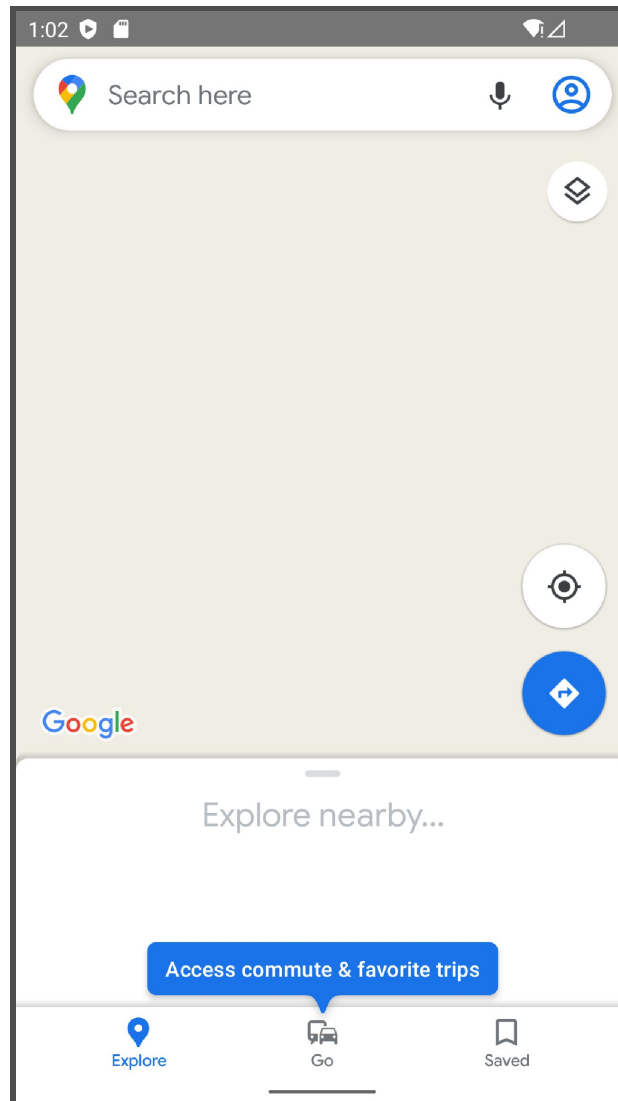 1:02
Search here
Google
Explore nearby...
Access commute & favorite trips
Explore
Go
Saved